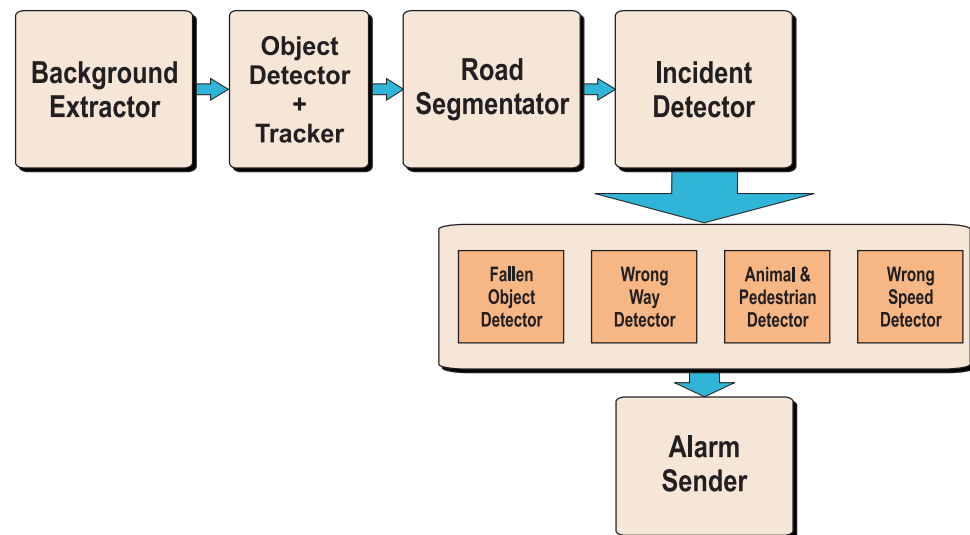 Background
Extractor
Object
Detector
+
Tracker
Road
Segmentator
Incident
Detector
Fallen
Object
Detector
Wrong
Way
Detector
Animal &
Pedestrian
Detector
Wrong
Speed
Detector
Alarm
Sender